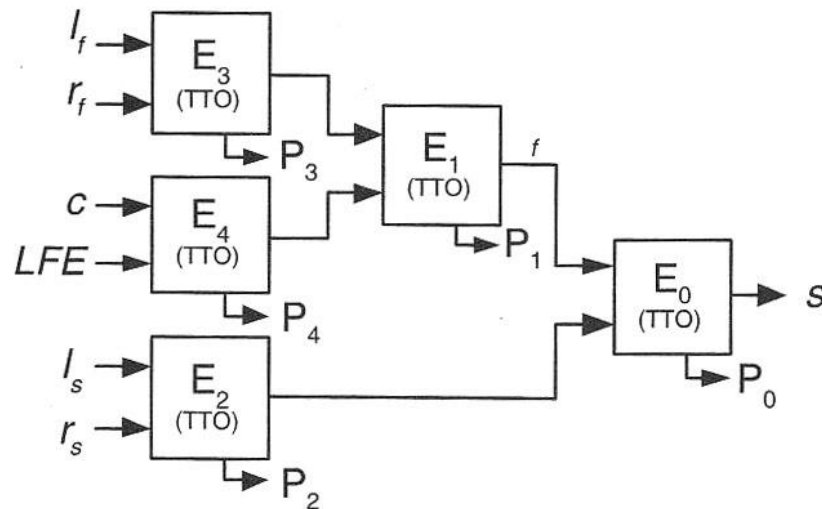 l_f
r_f
E_3
(TTO)
P_3
c
LFE
E_4
(TTO)
P_4
l_s
r_s
E_2
(TTO)
P_2
E_1
(TTO)
P_1
f
E_0
(TTO)
P_0
s